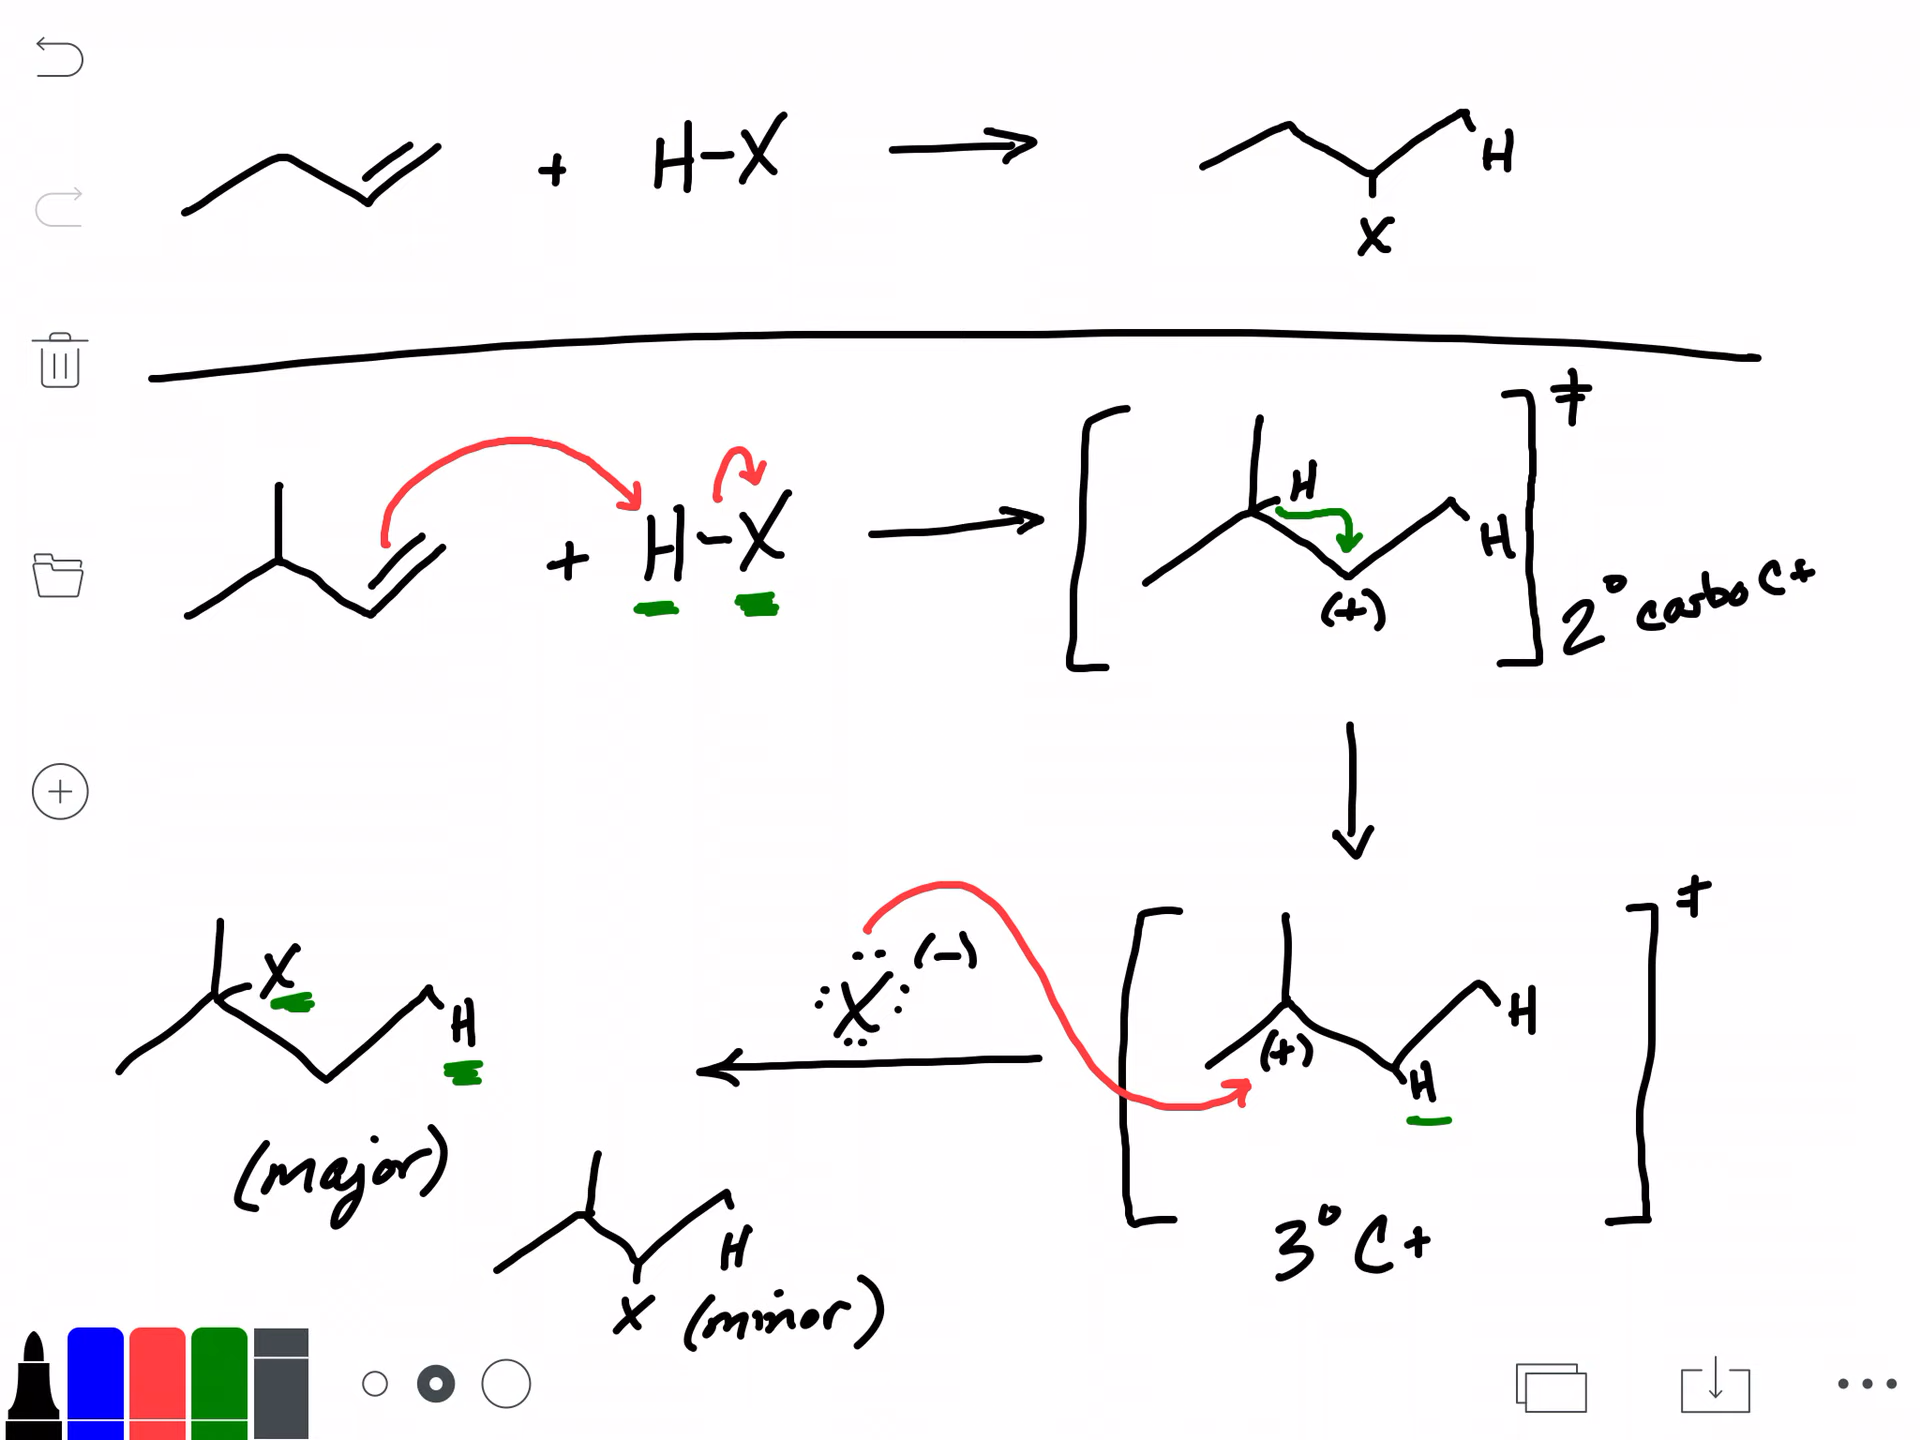 + H-X → H
X
+ H-X → H H ‡
(+) 2° carbo C+
X H :X: (-) (+) H H ‡
(major)
H 3° C+
X (minor)